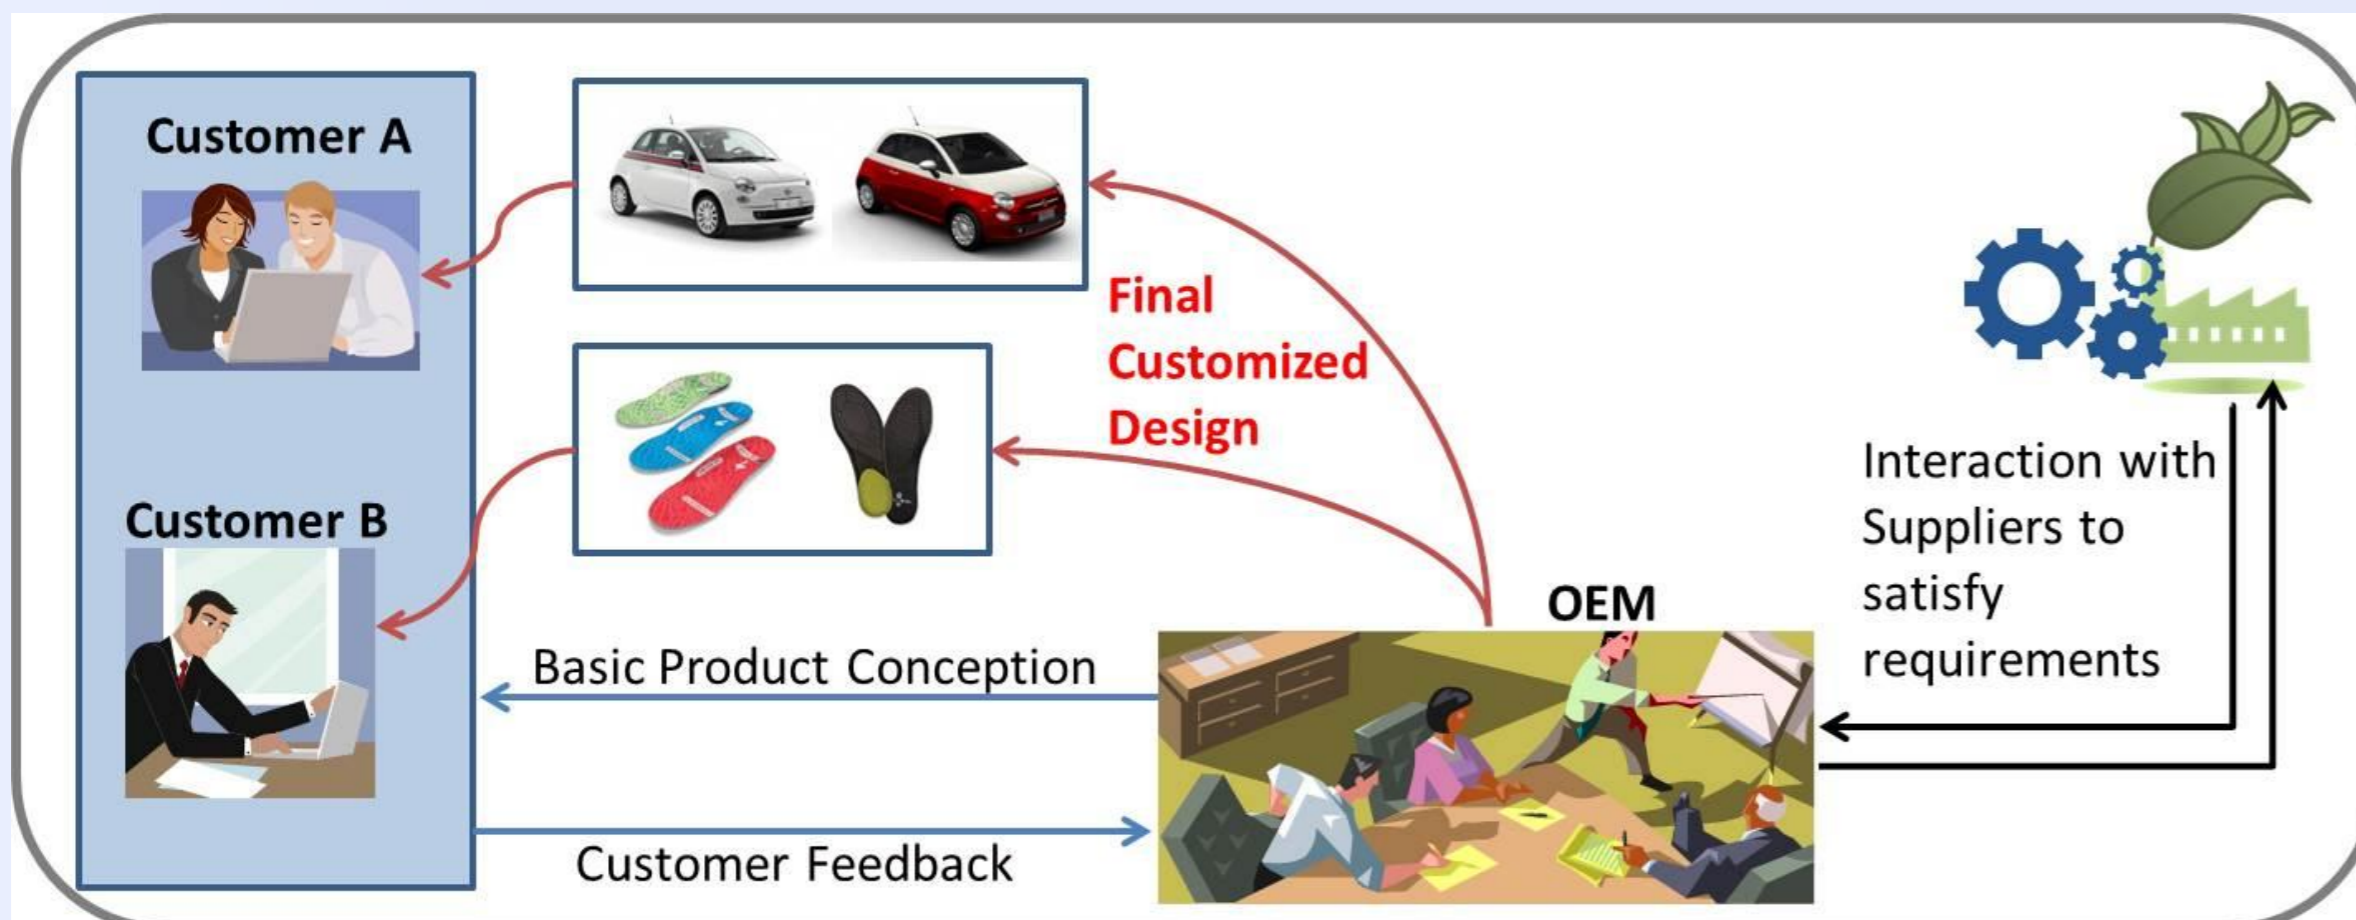 Customer A
Customer B
Final
Customized
Design
Basic Product Conception
Customer Feedback
OEM
Interaction with
Suppliers to
satisfy
requirements